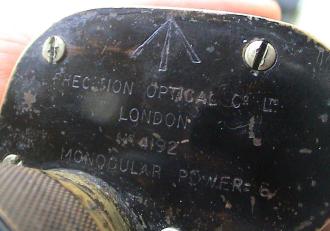 PRECISION OPTICAL Co. LTD.
LONDON
No 4192
MONOCULAR POWER 6